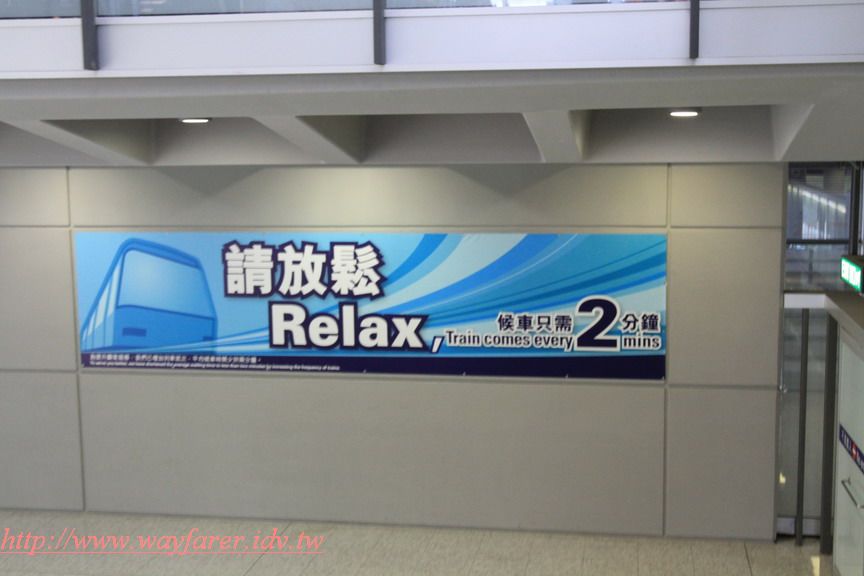 請放鬆
Relax,
候車只需2分鐘
Train comes every 2 mins
http://www.wayfarer.idv.tw